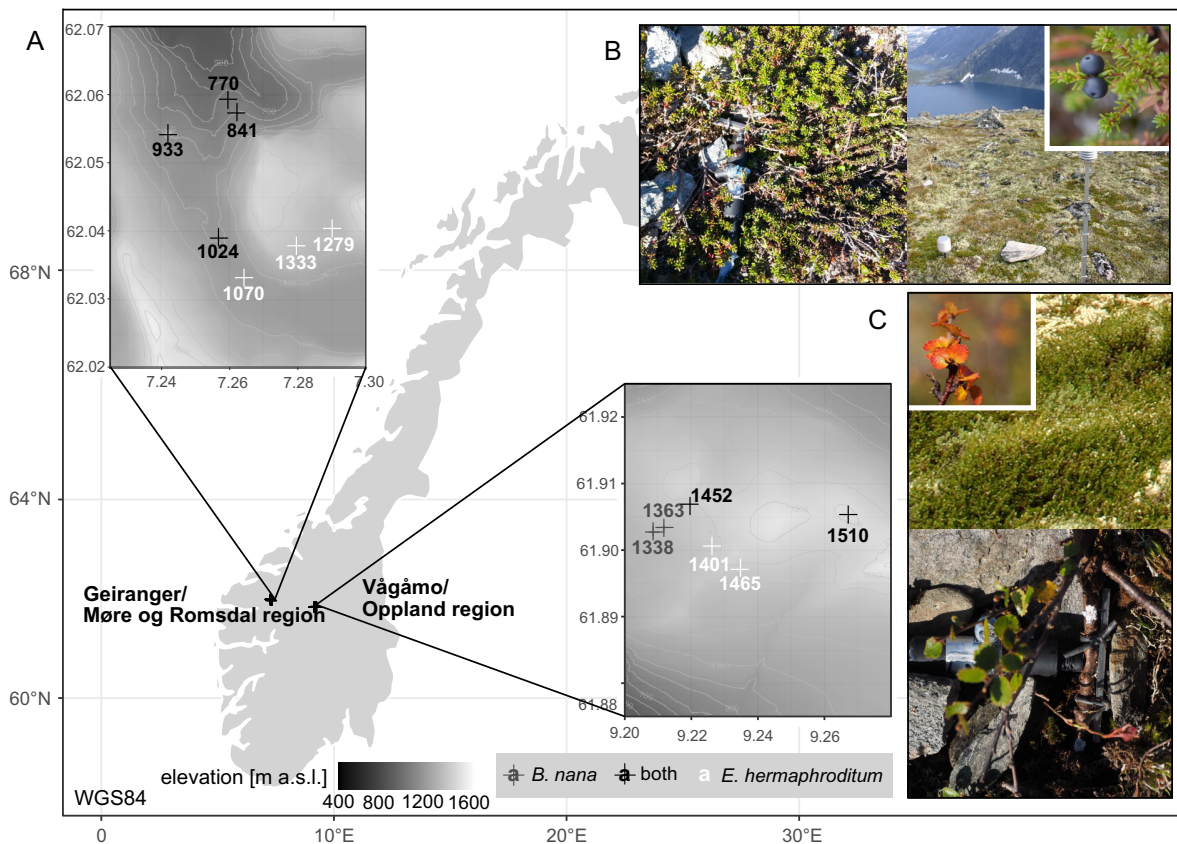 A
62.07
62.06
62.05
62.04
62.03
62.02
7.24
7.26
7.28
7.30
770
841
933
1024
1279
1333
1070
B
C
68°N
64°N
60°N
61.92
61.91
61.90
61.89
61.88
9.20
9.22
9.24
9.26
1452
1363
1338
1510
1401
1465
Geiranger/
Møre og Romsdal region
Vågåmo/
Oppland region
elevation [m a.s.l.]
400 800 1200 1600
a B. nana a both a E. hermaphroditum
WGS84
0 10°E 20°E 30°E